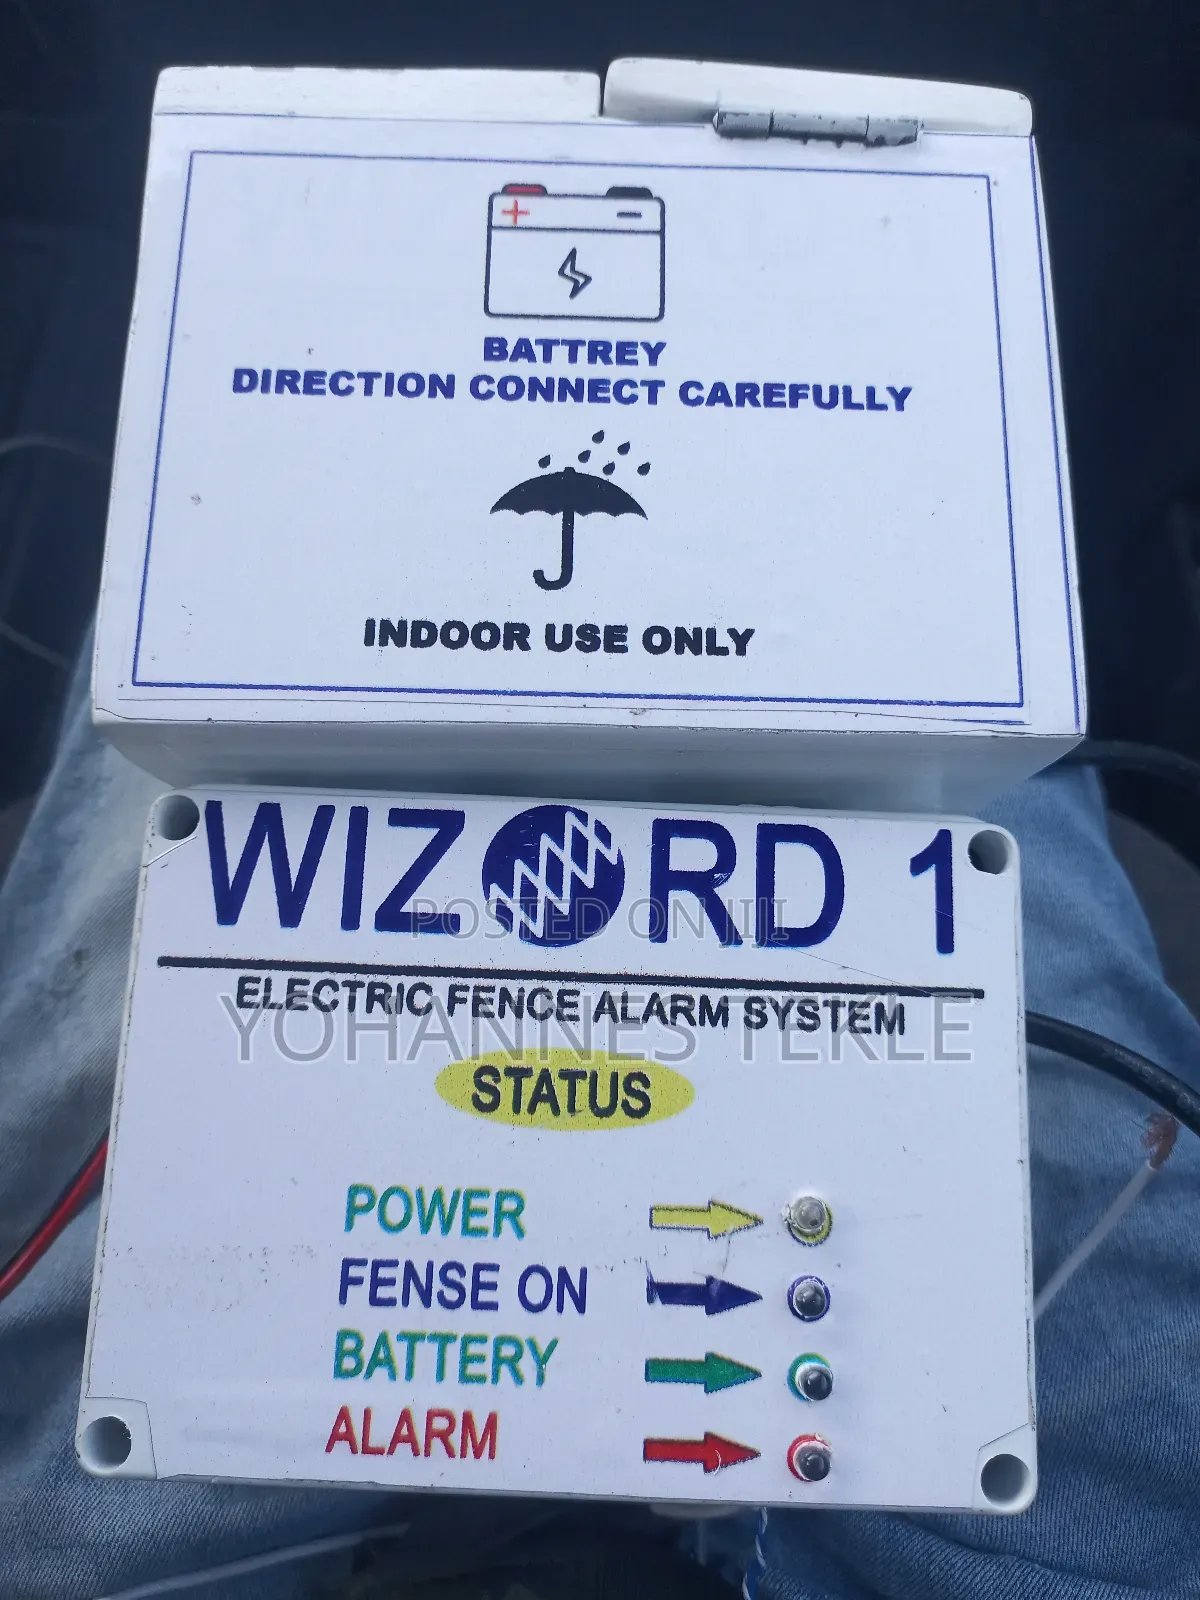 + -
BATTREY
DIRECTION CONNECT CAREFULLY
INDOOR USE ONLY
WIZORD 1
POSTED ON JIJI
ELECTRIC FENCE ALARM SYSTEM
YOHANNES TEKLE
STATUS
POWER
FENSE ON
BATTERY
ALARM